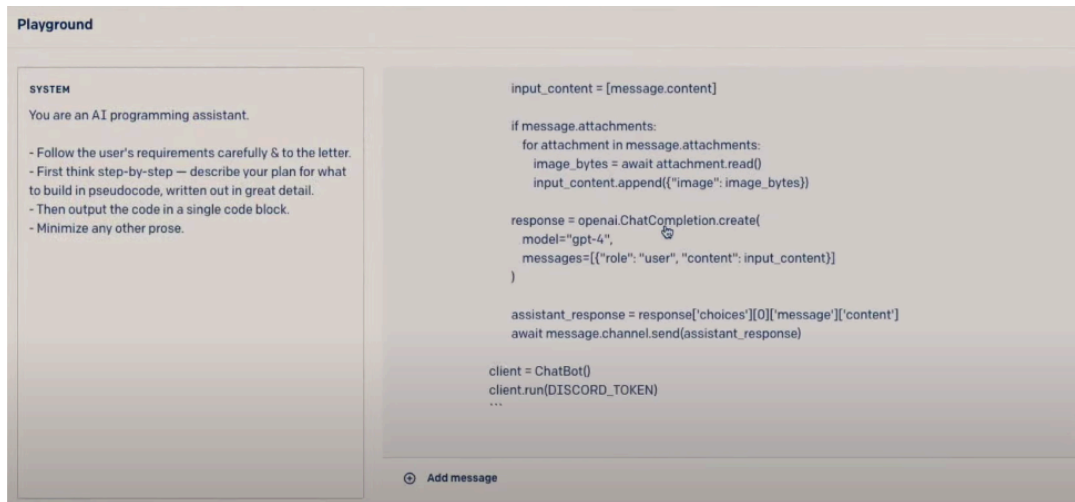 Playground
SYSTEM
You are an AI programming assistant.
- Follow the user's requirements carefully & to the letter.
- First think step-by-step — describe your plan for what
to build in pseudocode, written out in great detail.
- Then output the code in a single code block.
- Minimize any other prose.
input_content = [message.content]
if message.attachments:
for attachment in message.attachments:
image_bytes = await attachment.read()
input_content.append({"image": image_bytes})
response = openai.ChatCompletion.create(
model="gpt-4",
messages=[{"role": "user", "content": input_content}]
)
assistant_response = response['choices'][0]['message']['content']
await message.channel.send(assistant_response)
client = ChatBot()
client.run(DISCORD_TOKEN)
```
Add message